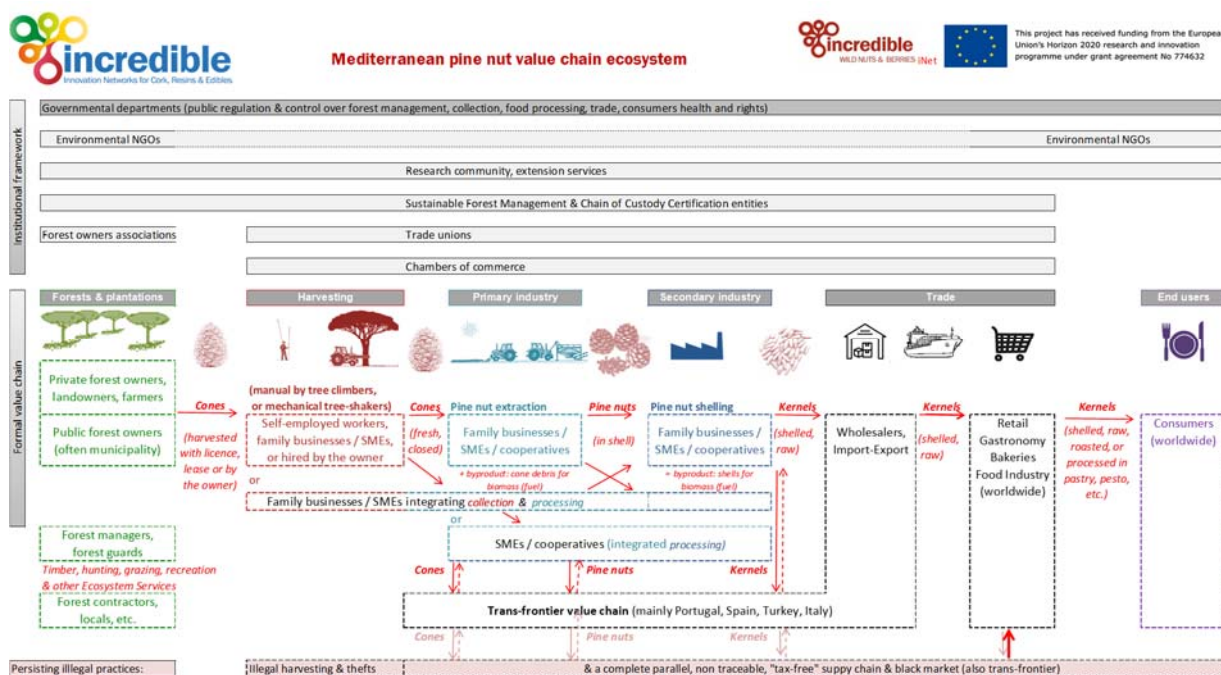 incredible
Innovation Networks for Cork, Resins & Edibles
Mediterranean pine nut value chain ecosystem
incredible
WILD NUTS & BERRIES iNet
This project has received funding from the European
Union's Horizon 2020 research and innovation
programme under grant agreement No 774632
Institutional framework
Governmental departments (public regulation & control over forest management, collection, food processing, trade, consumers health and rights)
Environmental NGOs
Environmental NGOs
Research community, extension services
Sustainable Forest Management & Chain of Custody Certification entities
Forest owners associations
Trade unions
Chambers of commerce
Formal value chain
Forests & plantations
Harvesting
Primary industry
Secondary industry
Trade
End users
Private forest owners,
landowners, farmers
Public forest owners
(often municipality)
Cones
(harvested
with licence,
lease or by
the owner)
(manual by tree climbers,
or mechanical tree-shakers)
Self-employed workers,
family businesses / SMEs,
or hired by the owner
or
Cones
(fresh,
closed)
Pine nut extraction
Family businesses /
SMEs / cooperatives
+ byproduct: cone debris for
biomass (fuel)
Pine nuts
(in shell)
Pine nut shelling
Family businesses /
SMEs / cooperatives
+ byproduct: shells for
biomass (fuel)
Kernels
(shelled,
raw)
Wholesalers,
Import-Export
Kernels
(shelled,
raw)
Retail
Gastronomy
Bakeries
Food Industry
(worldwide)
Kernels
(shelled, raw,
roasted, or
processed in
pastry, pesto,
etc.)
Consumers
(worldwide)
Family businesses / SMEs integrating collection & processing
or
SMEs / cooperatives (integrated processing)
Forest managers,
forest guards
Timber, hunting, grazing, recreation
& other Ecosystem Services
Forest contractors,
locals, etc.
Cones
Pine nuts
Kernels
Trans-frontier value chain (mainly Portugal, Spain, Turkey, Italy)
Cones
Pine nuts
Kernels
Persisting illegal practices:
Illegal harvesting & thefts
& a complete parallel, non traceable, "tax-free" suppy chain & black market (also trans-frontier)